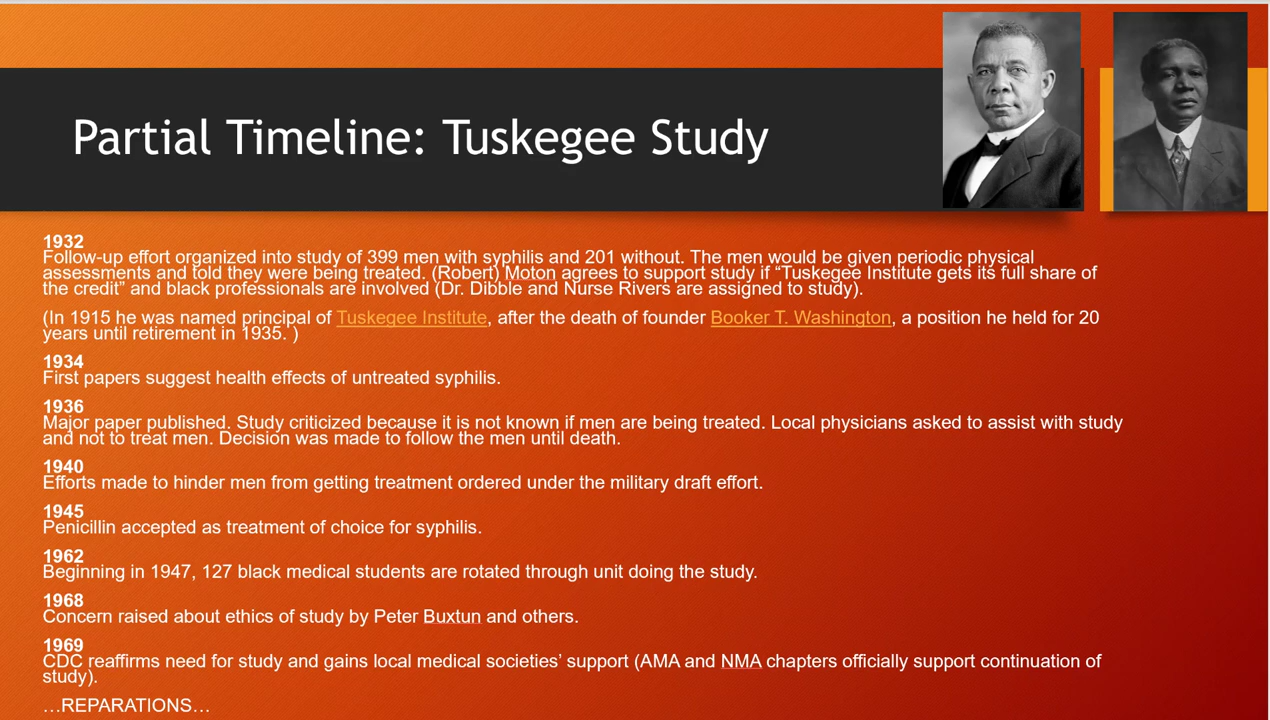 Partial Timeline: Tuskegee Study
1932
Follow-up effort organized into study of 399 men with syphilis and 201 without. The men would be given periodic physical
assessments and told they were being treated. (Robert) Moton agrees to support study if “Tuskegee Institute gets its full share of
the credit” and black professionals are involved (Dr. Dibble and Nurse Rivers are assigned to study).
(In 1915 he was named principal of Tuskegee Institute, after the death of founder Booker T. Washington, a position he held for 20
years until retirement in 1935. )
1934
First papers suggest health effects of untreated syphilis.
1936
Major paper published. Study criticized because it is not known if men are being treated. Local physicians asked to assist with study
and not to treat men. Decision was made to follow the men until death.
1940
Efforts made to hinder men from getting treatment ordered under the military draft effort.
1945
Penicillin accepted as treatment of choice for syphilis.
1962
Beginning in 1947, 127 black medical students are rotated through unit doing the study.
1968
Concern raised about ethics of study by Peter Buxtun and others.
1969
CDC reaffirms need for study and gains local medical societies’ support (AMA and NMA chapters officially support continuation of
study).
…REPARATIONS…